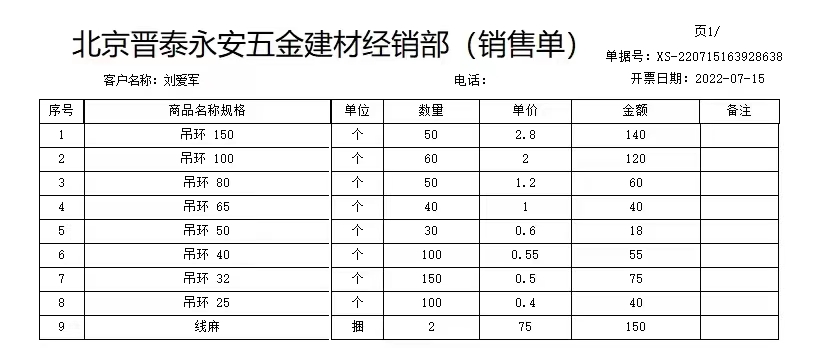 页1/
北京晋泰永安五金建材经销部（销售单）
单据号：XS-220715163928638
客户名称：刘爱军 电话： 开票日期：2022-07-15
序号 商品名称规格 单位 数量 单价 金额 备注
1 吊环 150 个 50 2.8 140
2 吊环 100 个 60 2 120
3 吊环 80 个 50 1.2 60
4 吊环 65 个 40 1 40
5 吊环 50 个 30 0.6 18
6 吊环 40 个 100 0.55 55
7 吊环 32 个 150 0.5 75
8 吊环 25 个 100 0.4 40
9 线麻 捆 2 75 150